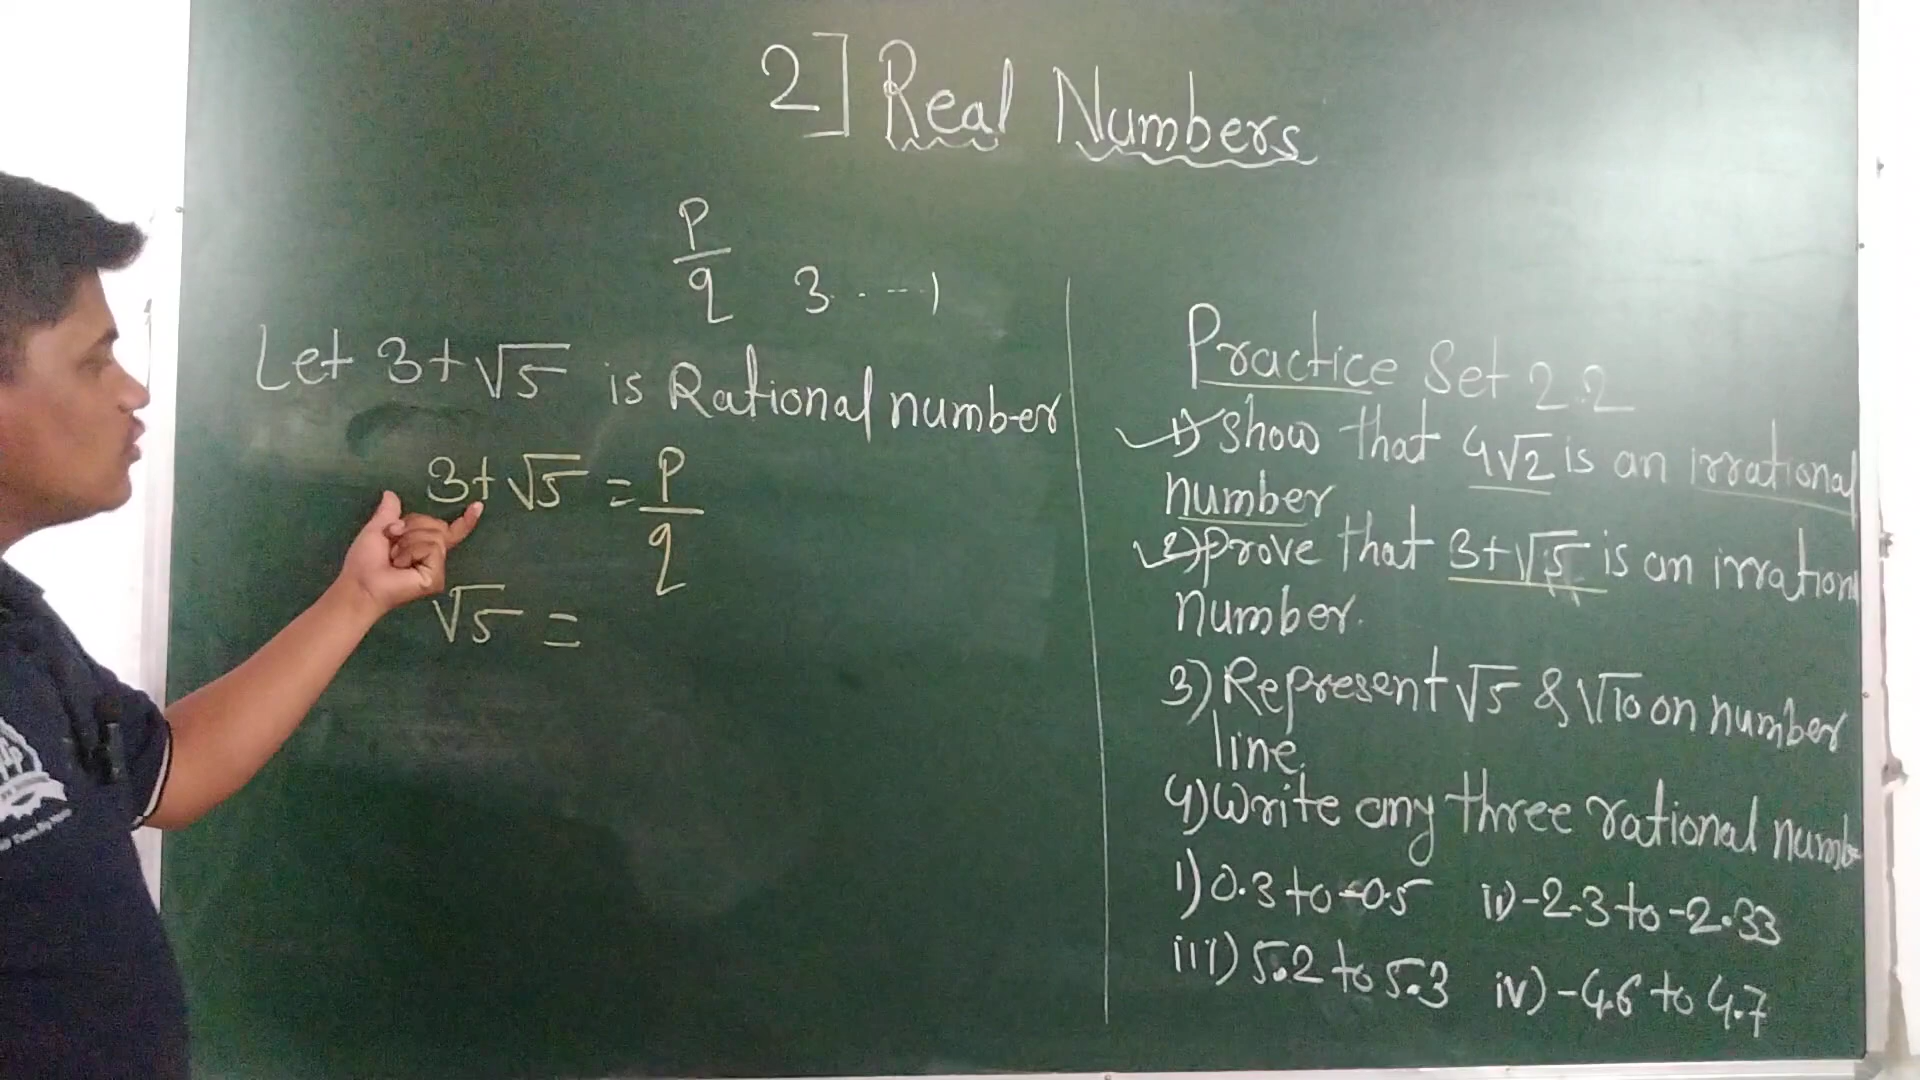 2] Real Numbers
p
q 3 . ...1
Let 3+√5 is Rational number
3+√5 = p
q
√5 =
Practice Set 2.2
1) Show that 4√2 is an irrational
number
2) Prove that 3+√5 is an irration
number.
3) Represent √5 & √10 on number
line.
4) Write any three rational numb
i) 0.3 to -0.5 ii) -2.3 to -2.33
iii) 5.2 to 5.3 iv) -4.6 to 4.7